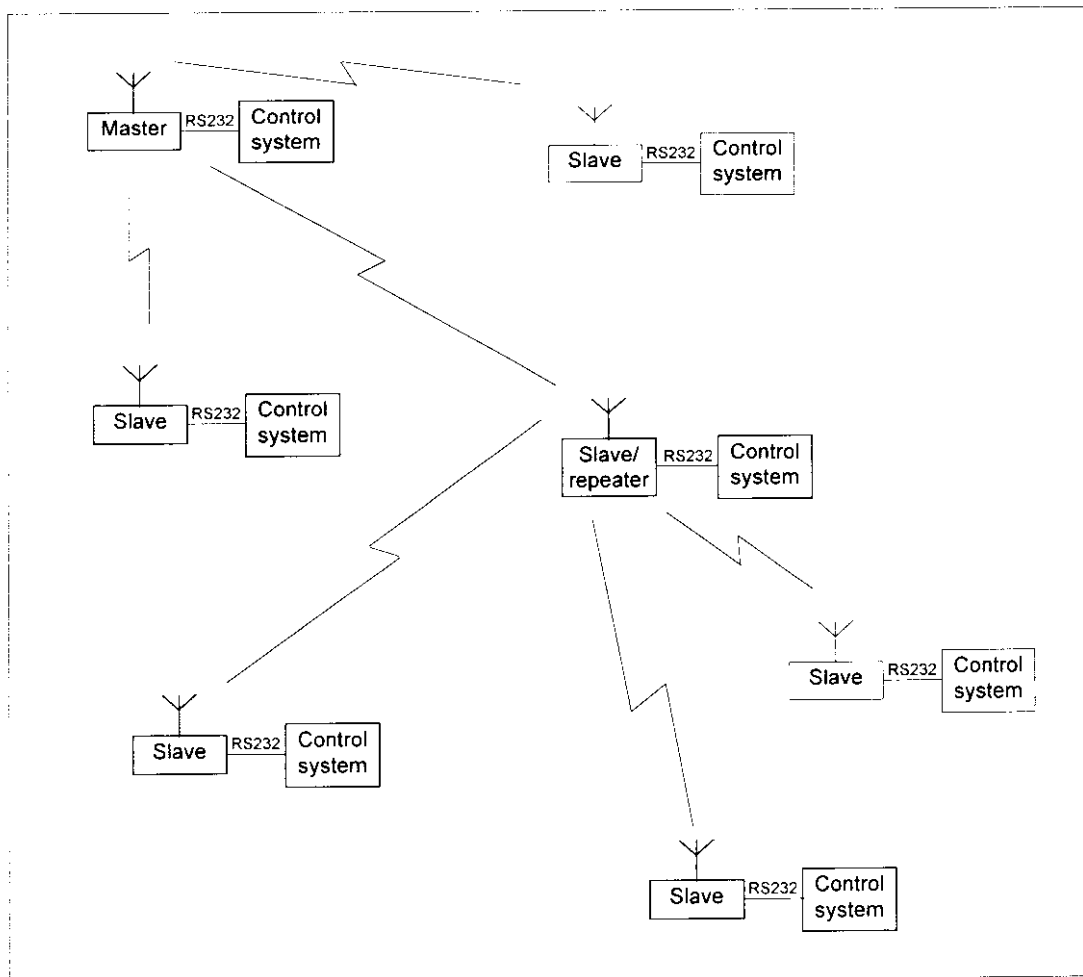 Master
RS232
Control
system
Slave
RS232
Control
system
Slave
RS232
Control
system
Slave/
repeater
RS232
Control
system
Slave
RS232
Control
system
Slave
RS232
Control
system
Slave
RS232
Control
system